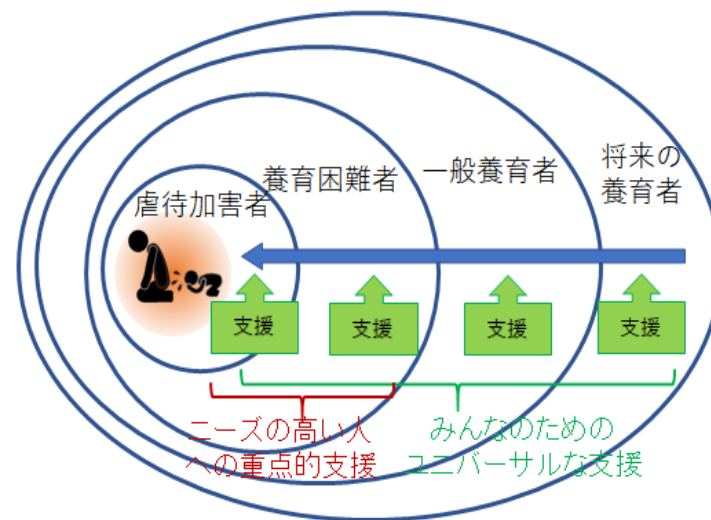 将来の
養育者
一般養育者
養育困難者
虐待加害者
支援
支援
支援
支援
ニーズの高い人
への重点的支援
みんなのための
ユニバーサルな支援